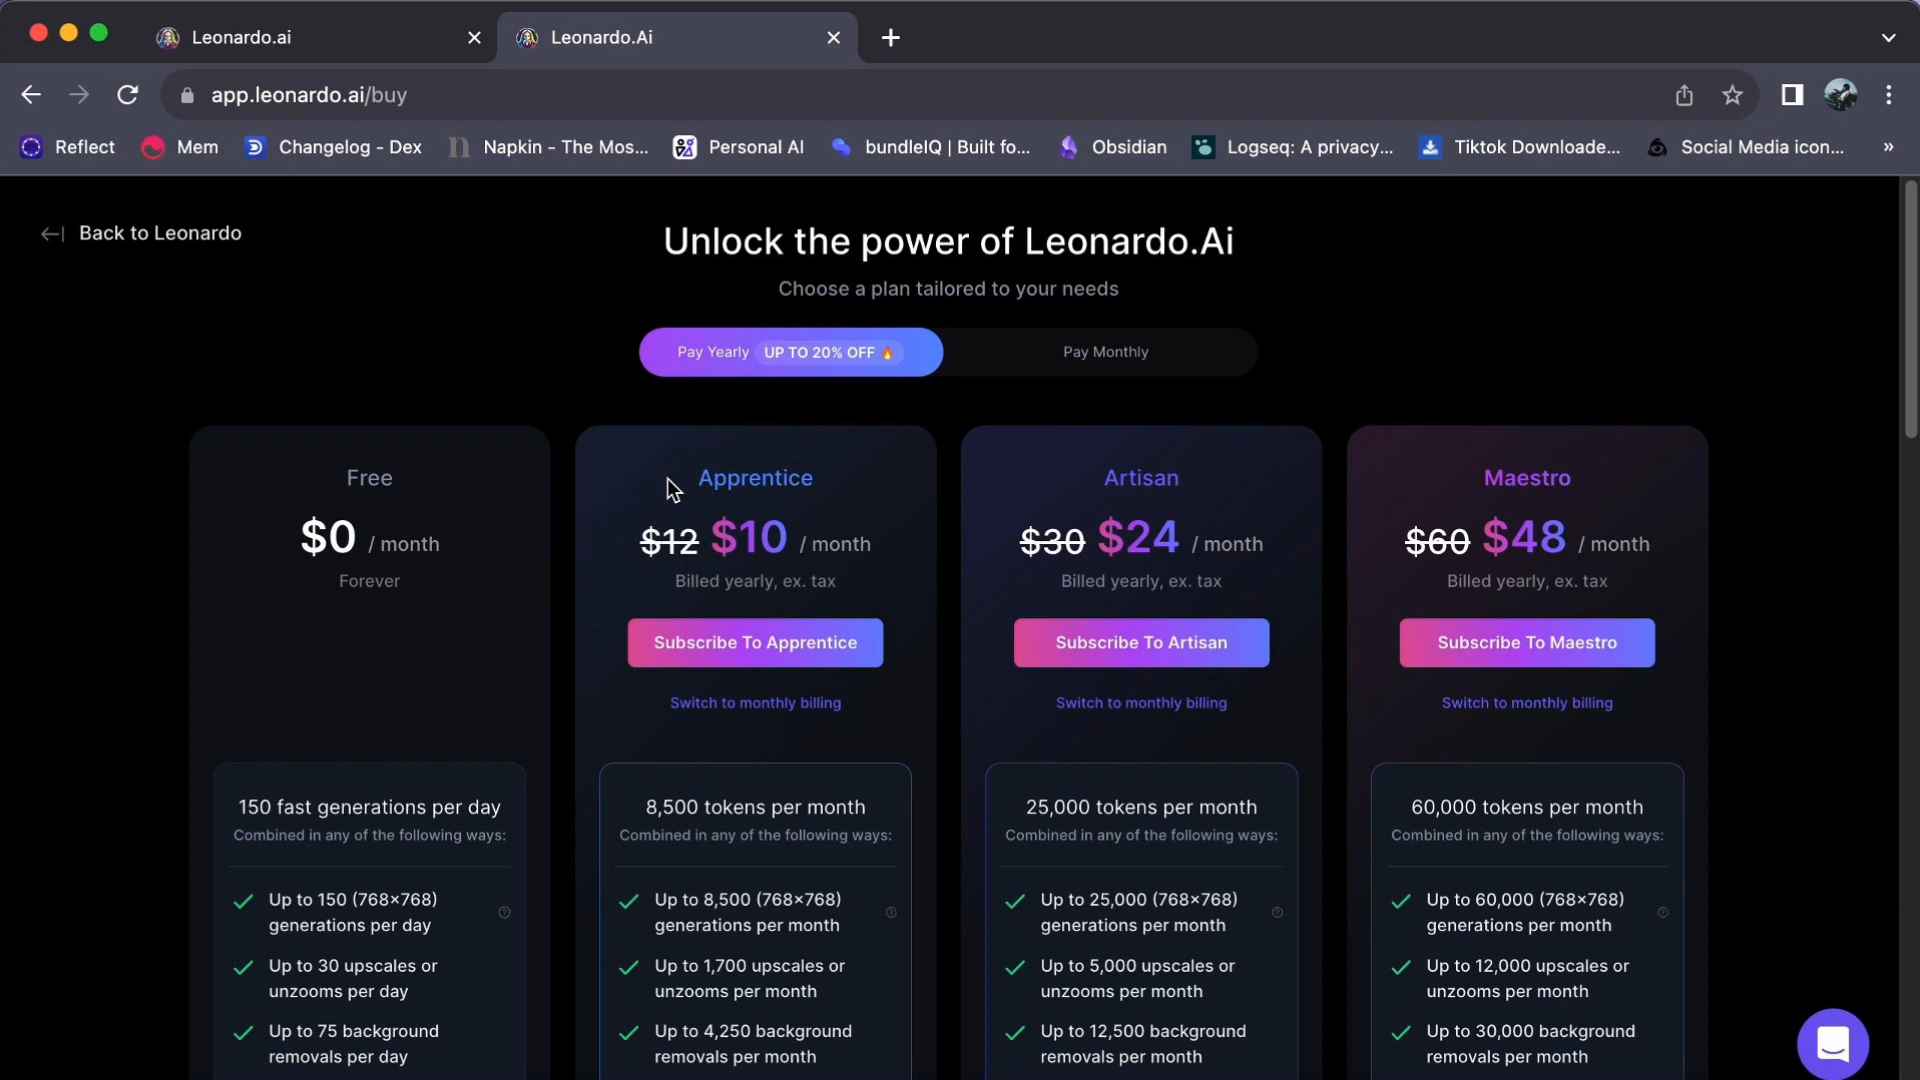 Leonardo.ai
Leonardo.Ai
app.leonardo.ai/buy
Reflect
Mem
Changelog - Dex
Napkin - The Mos...
Personal AI
bundleIQ | Built fo...
Obsidian
Logseq: A privacy...
Tiktok Downloade...
Social Media icon...
»
Back to Leonardo
Unlock the power of Leonardo.Ai
Choose a plan tailored to your needs
Pay Yearly UP TO 20% OFF 🔥
Pay Monthly
Free
$0 / month
Forever
150 fast generations per day
Combined in any of the following ways:
Up to 150 (768×768)
generations per day
Up to 30 upscales or
unzooms per day
Up to 75 background
removals per day
Apprentice
$12 $10 / month
Billed yearly, ex. tax
Subscribe To Apprentice
Switch to monthly billing
8,500 tokens per month
Combined in any of the following ways:
Up to 8,500 (768×768)
generations per month
Up to 1,700 upscales or
unzooms per month
Up to 4,250 background
removals per month
Artisan
$30 $24 / month
Billed yearly, ex. tax
Subscribe To Artisan
Switch to monthly billing
25,000 tokens per month
Combined in any of the following ways:
Up to 25,000 (768×768)
generations per month
Up to 5,000 upscales or
unzooms per month
Up to 12,500 background
removals per month
Maestro
$60 $48 / month
Billed yearly, ex. tax
Subscribe To Maestro
Switch to monthly billing
60,000 tokens per month
Combined in any of the following ways:
Up to 60,000 (768×768)
generations per month
Up to 12,000 upscales or
unzooms per month
Up to 30,000 background
removals per month